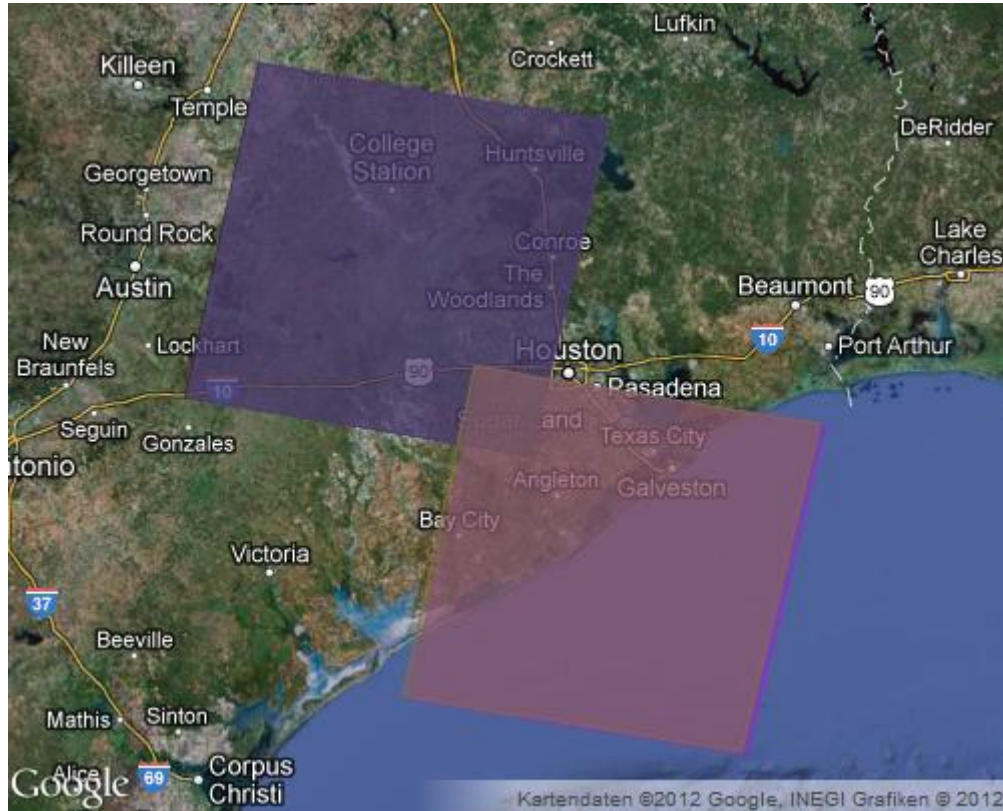 Lufkin
Crockett
Killeen
Temple
DeRidder
College
Station
Huntsville
Georgetown
Round Rock
Lake
Charles
Conroe
Austin
The
Woodlands
Beaumont
90
10
New
Braunfels
Lockhart
Houston
Port Arthur
90
10
Pasadena
Seguin
Gonzales
Sugar Land
Texas City
tonio
Angleton
Galveston
Bay City
Victoria
37
Beeville
Mathis
Sinton
Alice
69
Corpus
Christi
Google
Kartendaten ©2012 Google, INEGI Grafiken © 2012